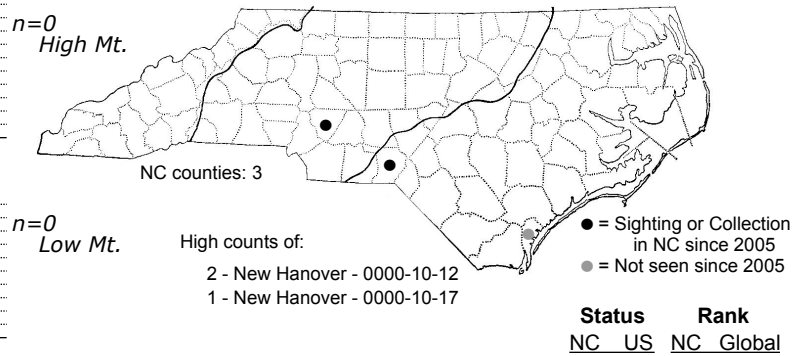 n=0
High Mt.
NC counties: 3
n=0
Low Mt.
High counts of:
2 - New Hanover - 0000-10-12
1 - New Hanover - 0000-10-17
= Sighting or Collection
in NC since 2005
= Not seen since 2005
Status Rank
NC US NC Global